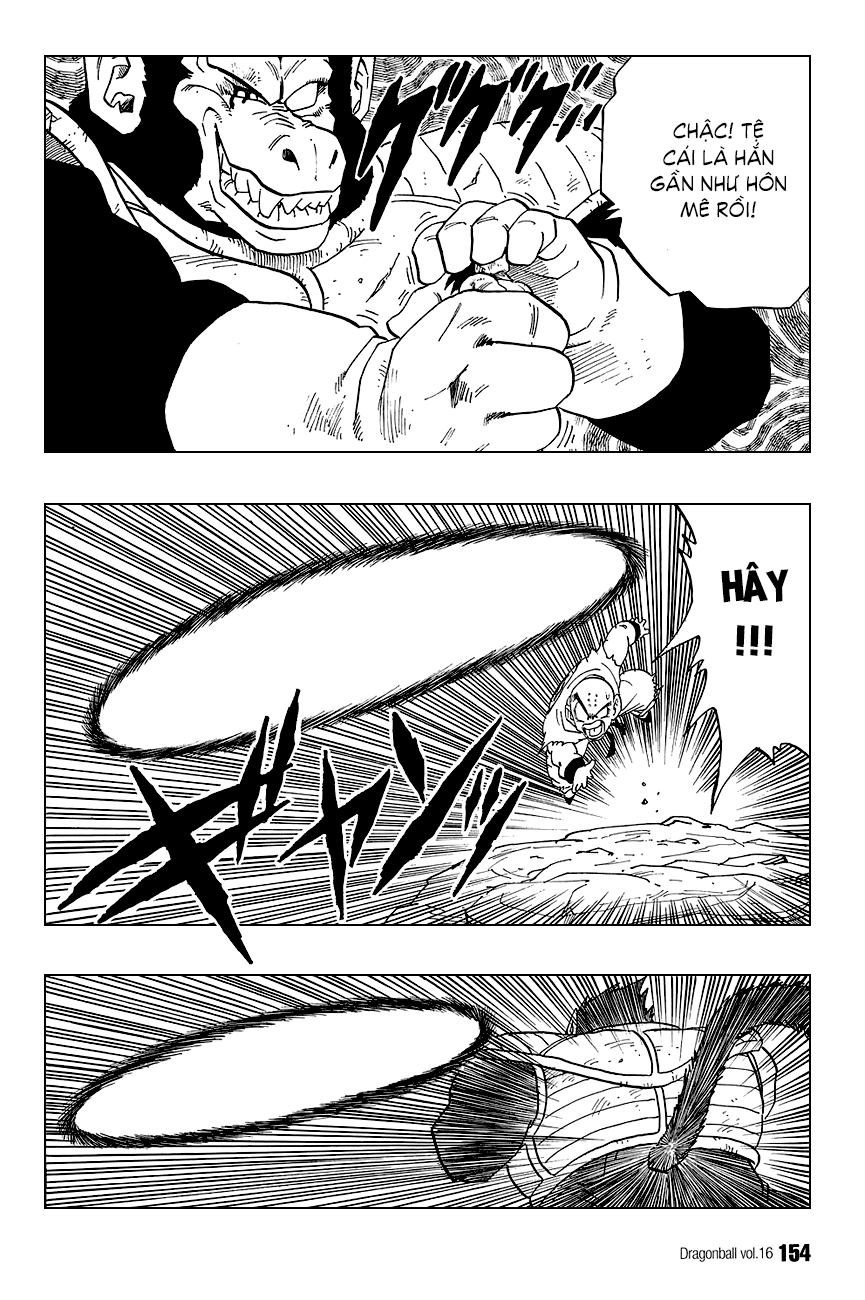 CHẬC! TỆ
CÁI LÀ HẮN
GẦN NHƯ HÔN
MÊ RỒI!
ググググ
HÂY
!!!
ギャンッ
Dragonball vol.16 154